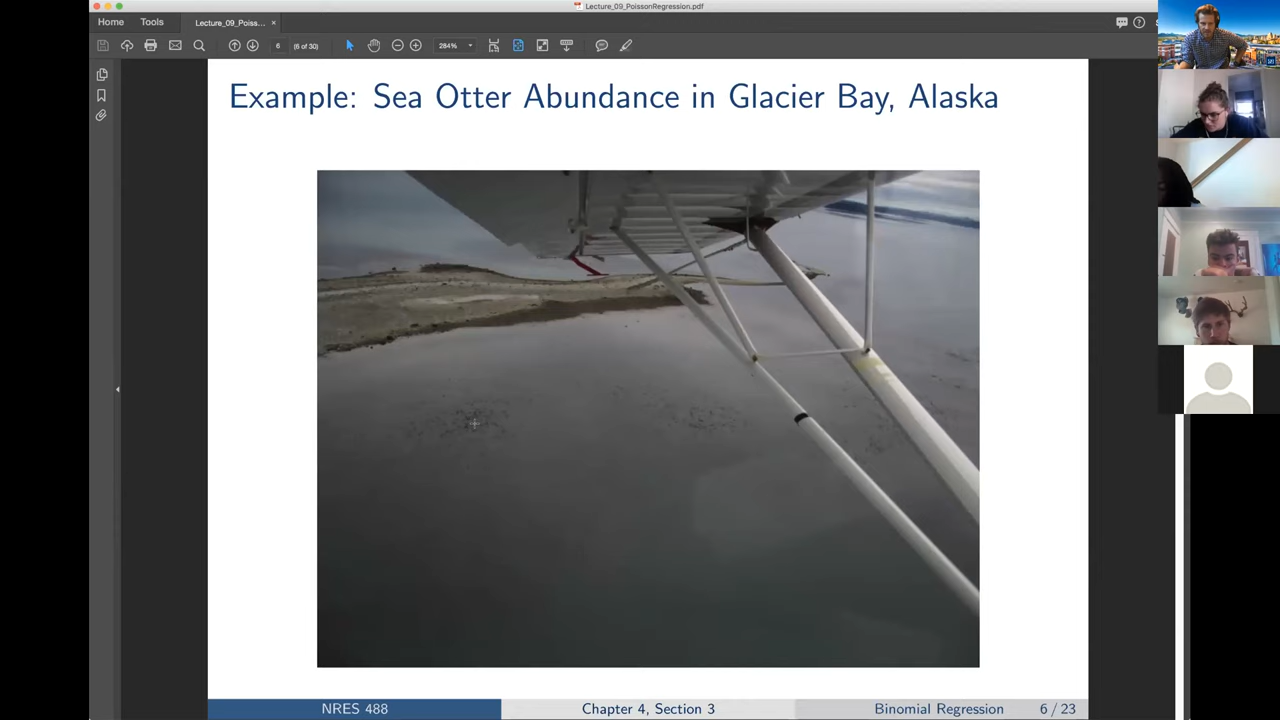 Lecture_09_PoissonRegression.pdf
Home Tools Lecture_09_Poiss... ×
6 (6 of 30) 284%
Example: Sea Otter Abundance in Glacier Bay, Alaska
NRES 488 Chapter 4, Section 3 Binomial Regression 6 / 23